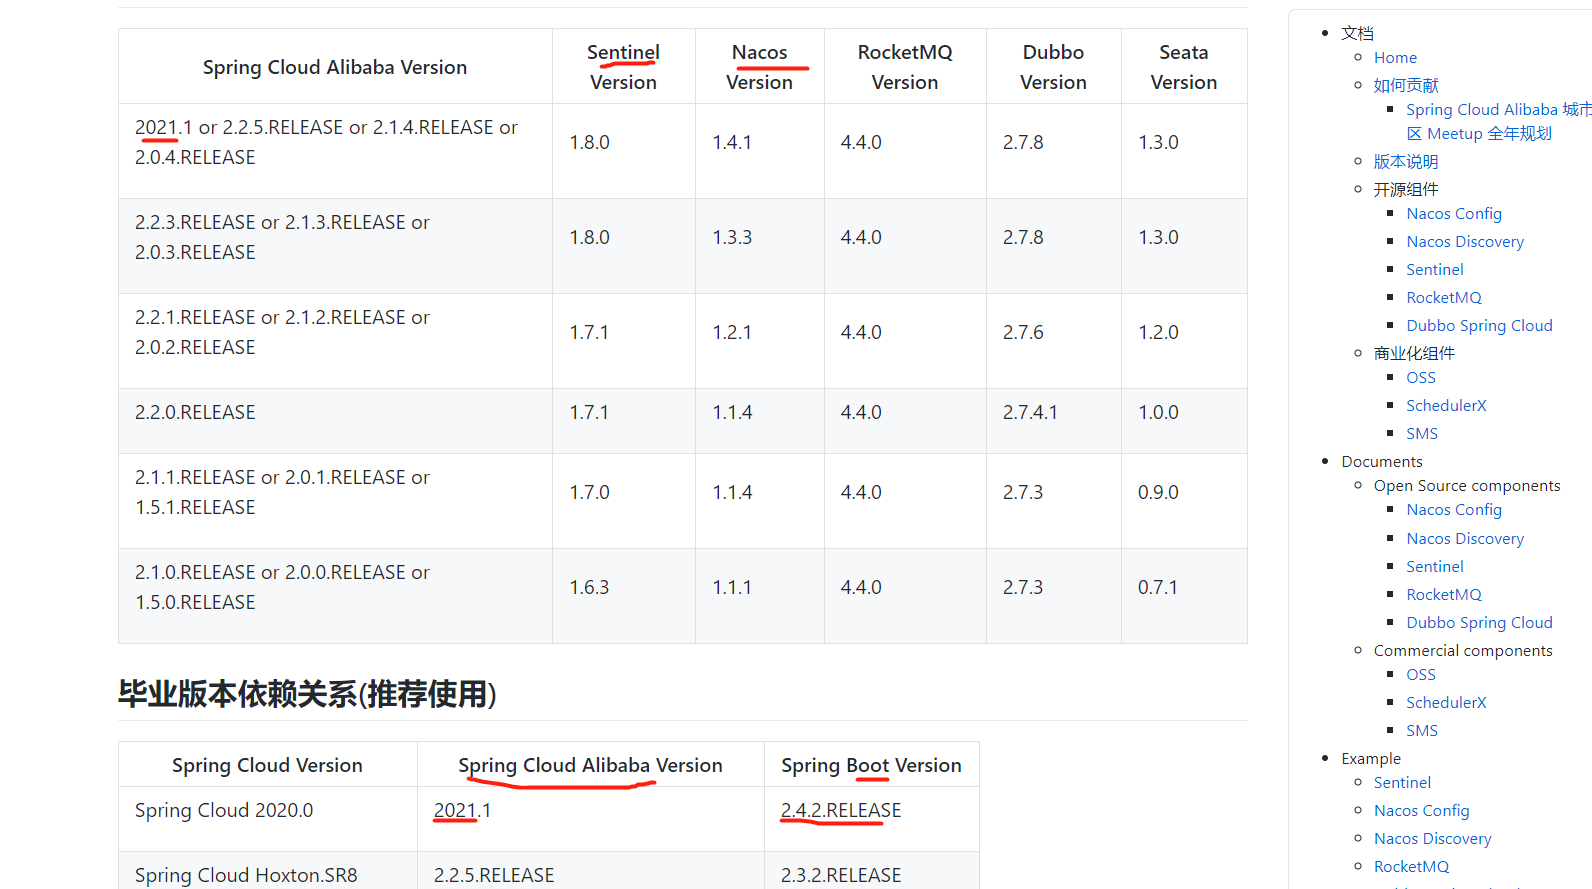 Spring Cloud Alibaba Version
Sentinel
Version
Nacos
Version
RocketMQ
Version
Dubbo
Version
Seata
Version
2021.1 or 2.2.5.RELEASE or 2.1.4.RELEASE or
2.0.4.RELEASE
1.8.0
1.4.1
4.4.0
2.7.8
1.3.0
2.2.3.RELEASE or 2.1.3.RELEASE or
2.0.3.RELEASE
1.8.0
1.3.3
4.4.0
2.7.8
1.3.0
2.2.1.RELEASE or 2.1.2.RELEASE or
2.0.2.RELEASE
1.7.1
1.2.1
4.4.0
2.7.6
1.2.0
2.2.0.RELEASE
1.7.1
1.1.4
4.4.0
2.7.4.1
1.0.0
2.1.1.RELEASE or 2.0.1.RELEASE or
1.5.1.RELEASE
1.7.0
1.1.4
4.4.0
2.7.3
0.9.0
2.1.0.RELEASE or 2.0.0.RELEASE or
1.5.0.RELEASE
1.6.3
1.1.1
4.4.0
2.7.3
0.7.1
毕业版本依赖关系(推荐使用)
Spring Cloud Version
Spring Cloud Alibaba Version
Spring Boot Version
Spring Cloud 2020.0
2021.1
2.4.2.RELEASE
Spring Cloud Hoxton.SR8
2.2.5.RELEASE
2.3.2.RELEASE
文档
Home
如何贡献
Spring Cloud Alibaba 城市
区 Meetup 全年规划
版本说明
开源组件
Nacos Config
Nacos Discovery
Sentinel
RocketMQ
Dubbo Spring Cloud
商业化组件
OSS
SchedulerX
SMS
Documents
Open Source components
Nacos Config
Nacos Discovery
Sentinel
RocketMQ
Dubbo Spring Cloud
Commercial components
OSS
SchedulerX
SMS
Example
Sentinel
Nacos Config
Nacos Discovery
RocketMQ